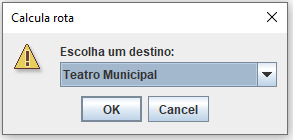 Calcula rota
Escolha um destino:
Teatro Municipal
OK
Cancel